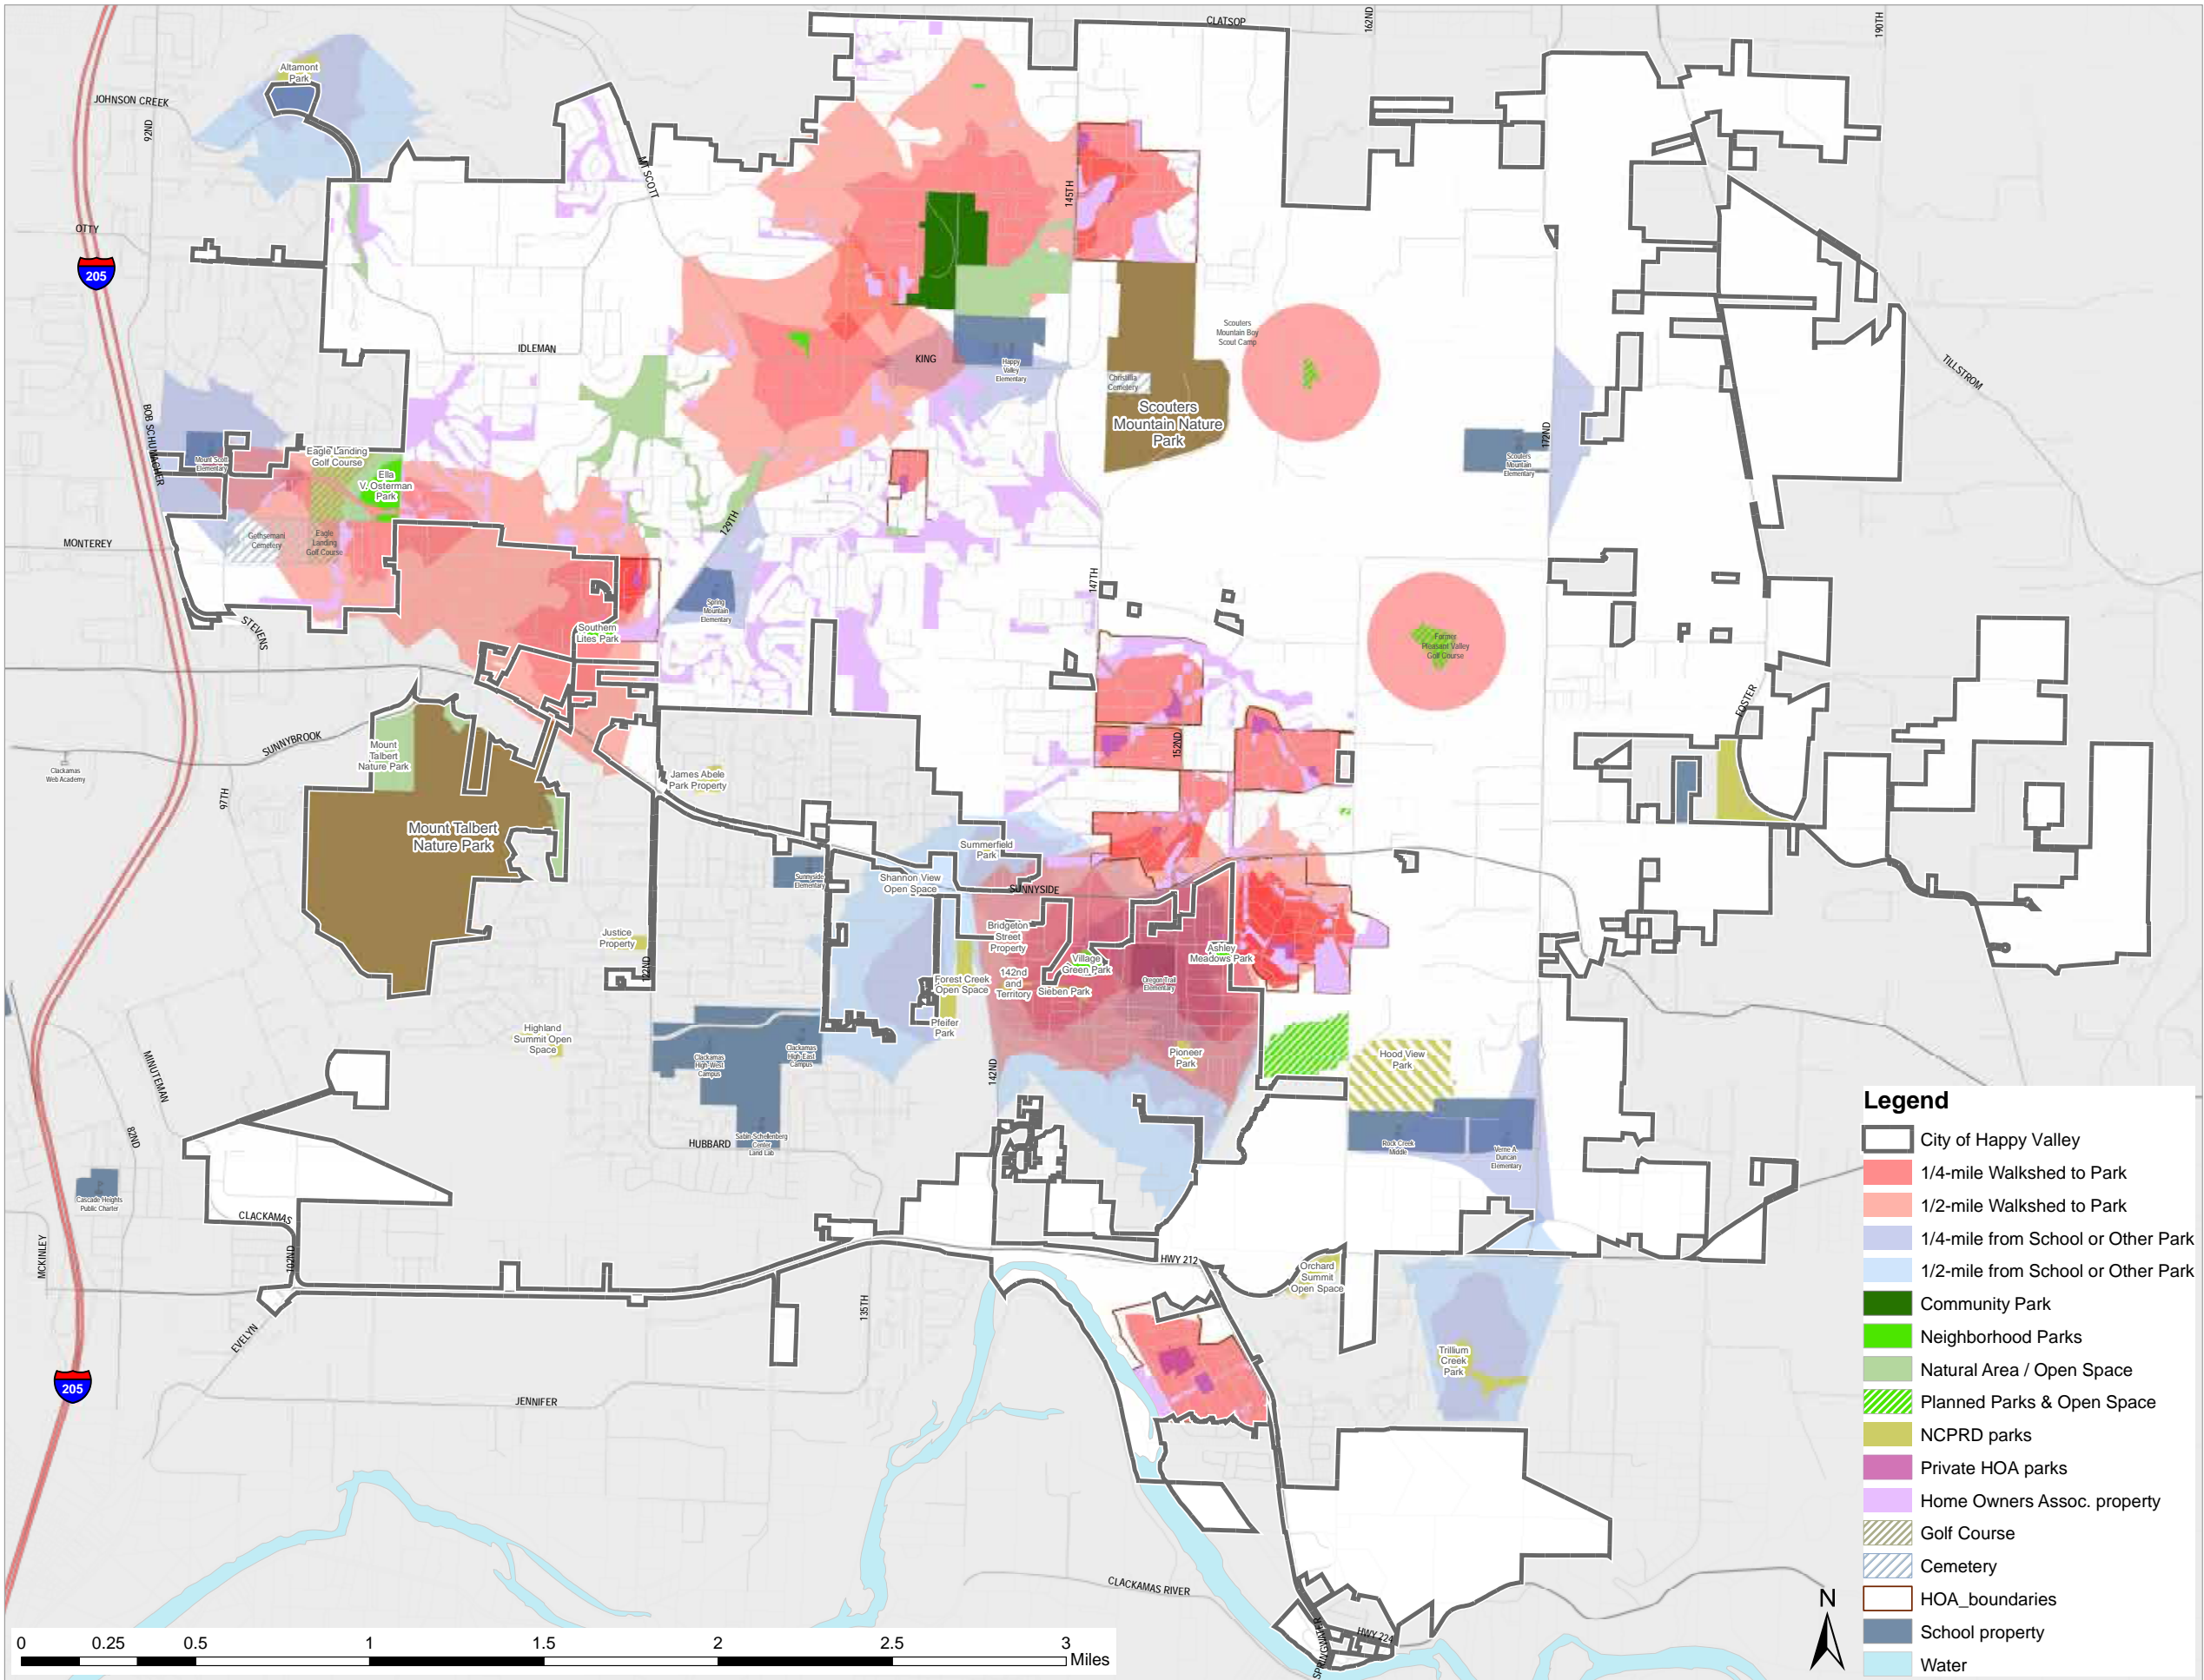 CLATSOP
162ND
190TH
Altamont
Park
JOHNSON CREEK
92ND
MT SCOTT
145TH
OTTY
205
IDLEMAN
KING
Happy
Valley
Elementary
Scouters
Mountain Boy
Scout Camp
Christilla
Cemetery
Scouters
Mountain Nature
Park
TILLSTROM
BOB SCHUMACHER
Mount Scott
Elementary
Eagle Landing
Golf Course
Ella
V. Osterman
Park
172ND
Scouters
Mountain
Elementary
Gethsemani
Cemetery
Eagle
Landing
Golf Course
129TH
MONTEREY
147TH
Spring
Mountain
Elementary
STEVENS
Southern
Lites Park
Former
Pleasant Valley
Golf Course
FOSTER
SUNNYBROOK
Mount
Talbert
Nature Park
152ND
Clackamas
Web Academy
James Abele
Park Property
97TH
Mount Talbert
Nature Park
Summerfield
Park
Sunnyside
Elementary
Shannon View
Open Space
SUNNYSIDE
Justice
Property
122ND
Bridgeton
Street
Property
Village
Green Park
Ashley
Meadows Park
142nd
and
Territory
Sieben Park
Oregon Trail
Elementary
Forest Creek
Open Space
Pfeifer
Park
Highland
Summit Open
Space
Clackamas
High-West
Campus
Clackamas
High-East
Campus
142ND
Pioneer
Park
Hood View
Park
MINUTEMAN
82ND
HUBBARD
Sabin-Schellenberg
Center
Land Lab
Rock Creek
Middle
Verne A.
Duncan
Elementary
Cascade Heights
Public Charter
CLACKAMAS
102ND
MCKINLEY
HWY 212
Orchard
Summit
Open Space
135TH
EVELYN
Trillium
Creek
Park
205
JENNIFER
CLACKAMAS RIVER
SPRINGWATER
HWY 224
Legend
City of Happy Valley
1/4-mile Walkshed to Park
1/2-mile Walkshed to Park
1/4-mile from School or Other Park
1/2-mile from School or Other Park
Community Park
Neighborhood Parks
Natural Area / Open Space
Planned Parks & Open Space
NCPRD parks
Private HOA parks
Home Owners Assoc. property
Golf Course
Cemetery
HOA_boundaries
School property
Water
N
0 0.25 0.5 1 1.5 2 2.5 3
Miles